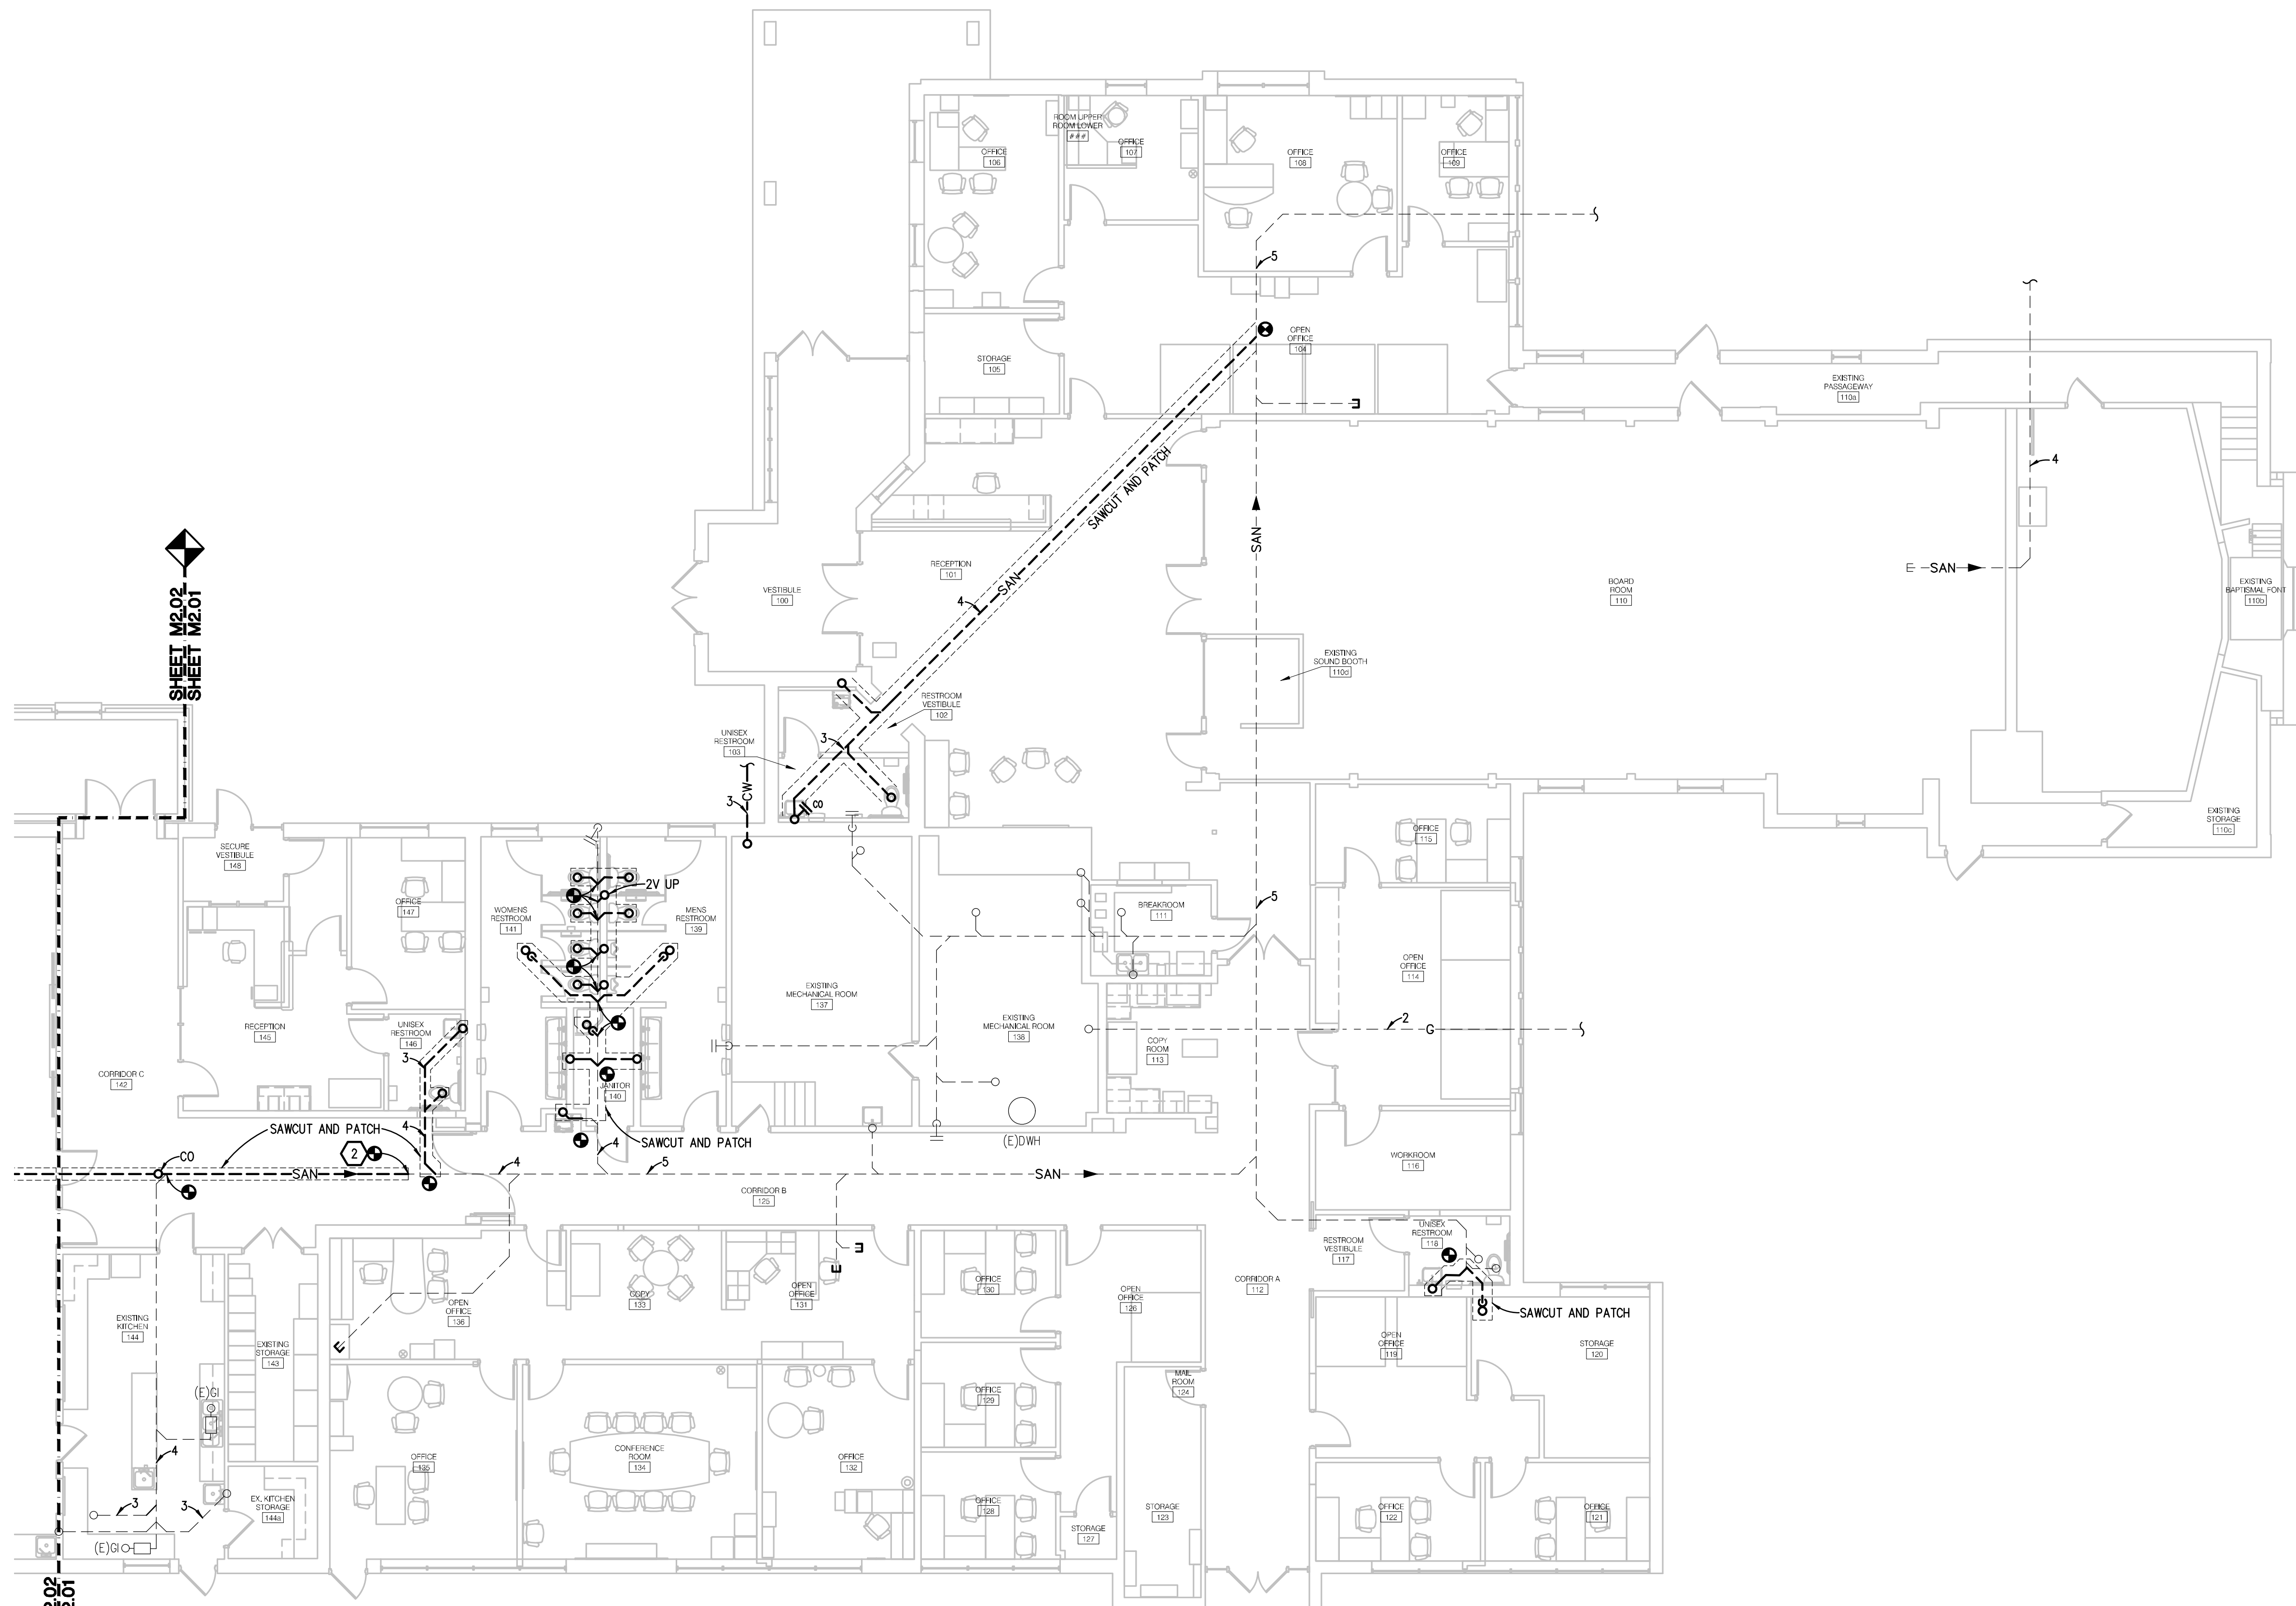 ROOM UPPER
ROOM LOWER
###
OFFICE
106
OFFICE
107
OFFICE
108
OFFICE
109
5
STORAGE
105
OPEN
OFFICE
104
E
EXISTING
PASSAGEWAY
110a
4
SAWCUT AND PATCH
SAN
SHEET M2.02
SHEET M2.01
VESTIBULE
100
RECEPTION
101
4
SAN
BOARD
ROOM
110
E
SAN
EXISTING
BAPTISMAL FONT
110b
EXISTING
SOUND BOOTH
110d
RESTROOM
VESTIBULE
102
UNISEX
RESTROOM
103
3
3
CW
CO
EXISTING
STORAGE
110c
OFFICE
115
SECURE
VESTIBULE
148
OFFICE
147
2V UP
WOMENS
RESTROOM
141
MENS
RESTROOM
139
BREAKROOM
111
5
OPEN
OFFICE
114
EXISTING
MECHANICAL ROOM
137
EXISTING
MECHANICAL ROOM
138
2
G
RECEPTION
145
UNISEX
RESTROOM
146
3
COPY
ROOM
113
CORRIDOR C
142
JANITOR
140
(E)DWH
SAWCUT AND PATCH
4
SAWCUT AND PATCH
4
CO
2
SAN
4
5
SAN
WORKROOM
116
CORRIDOR B
125
UNISEX
RESTROOM
118
RESTROOM
VESTIBULE
117
E
E
OFFICE
130
OPEN
OFFICE
126
CORRIDOR A
112
OPEN
OFFICE
131
COPY
133
OPEN
OFFICE
136
E
EXISTING
KITCHEN
144
EXISTING
STORAGE
143
SAWCUT AND PATCH
OPEN
OFFICE
119
STORAGE
120
(E)GI
OFFICE
129
MAIL
ROOM
124
4
OFFICE
135
CONFERENCE
ROOM
134
OFFICE
132
3
3
EX. KITCHEN
STORAGE
144a
OFFICE
128
STORAGE
127
STORAGE
123
OFFICE
122
OFFICE
121
(E)GI